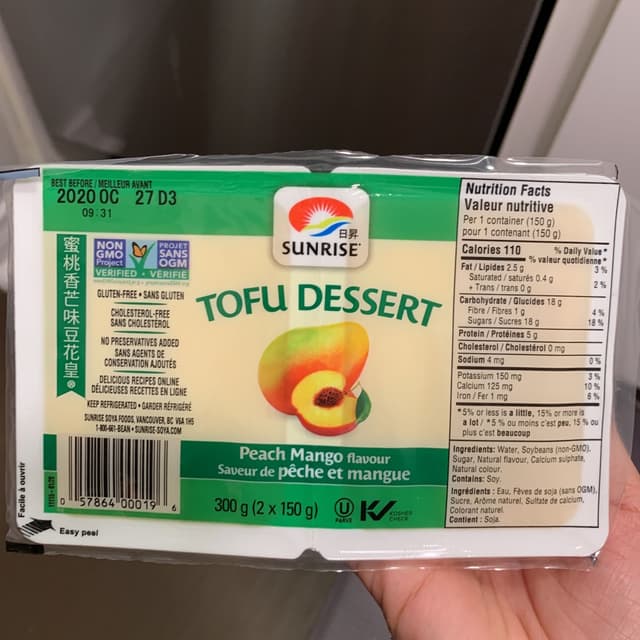 BEST BEFORE / MEILLEUR AVANT
2020 OC 27 D3
09:31
蜜桃香芒味豆花皇®
NON
GMO
Project
VERIFIED
PROJET
SANS
OGM
VERIFIÉ
GLUTEN-FREE • SANS GLUTEN
CHOLESTEROL-FREE
SANS CHOLESTEROL
NO PRESERVATIVES ADDED
SANS AGENTS DE
CONSERVATION AJOUTÉS
DELICIOUS RECIPES ONLINE
DÉLICIEUSES RECETTES EN LIGNE
KEEP REFRIGERATED • GARDER RÉFRIGÉRÉ
SUNRISE SOYA FOODS, VANCOUVER, BC V6A 1H5
1-800-661-BEAN • SUNRISE-SOYA.COM
0 57864 00019 6
Facile à ouvrir
Easy peel
日昇
SUNRISE
TOFU DESSERT
Peach Mango flavour
Saveur de pêche et mangue
300 g (2 x 150 g)
U
PARVE
KV
KOSHER
CHECK
Nutrition Facts
Valeur nutritive
Per 1 container (150 g)
pour 1 contenant (150 g)
Calories 110
% Daily Value*
% valeur quotidienne*
Fat / Lipides 2.5 g 3 %
Saturated / saturés 0.4 g
+ Trans / trans 0 g 2 %
Carbohydrate / Glucides 18 g
Fibre / Fibres 1 g 4 %
Sugars / Sucres 18 g 18 %
Protein / Protéines 5 g
Cholesterol / Cholestérol 0 mg
Sodium 4 mg 0 %
Potassium 150 mg 3 %
Calcium 125 mg 10 %
Iron / Fer 1 mg 6 %
*5% or less is a little, 15% or more is
a lot / *5 % ou moins c'est peu, 15 % ou
plus c'est beaucoup
Ingredients: Water, Soybeans (non-GMO),
Sugar, Natural flavour, Calcium sulphate,
Natural colour.
Contains: Soy.
Ingrédients : Eau, Fèves de soja (sans OGM),
Sucre, Arôme naturel, Sulfate de calcium,
Colorant naturel.
Contient : Soja.